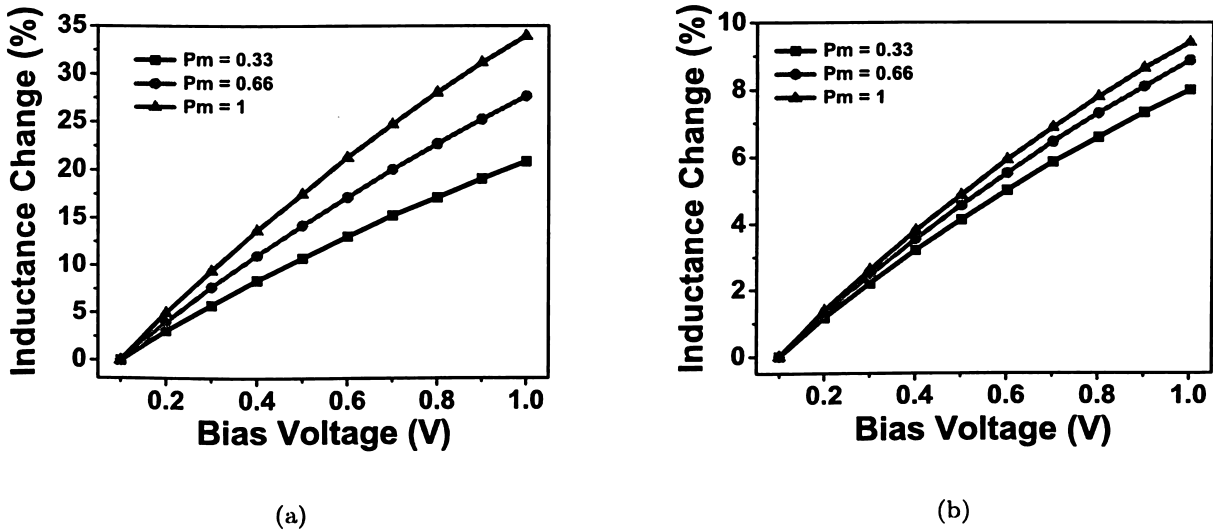 Inductance Change (%)
35
30
25
20
15
10
5
0
Pm = 0.33
Pm = 0.66
Pm = 1
0.2 0.4 0.6 0.8 1.0
Bias Voltage (V)
(a)
Inductance Change (%)
10
8
6
4
2
0
Pm = 0.33
Pm = 0.66
Pm = 1
0.2 0.4 0.6 0.8 1.0
Bias Voltage (V)
(b)